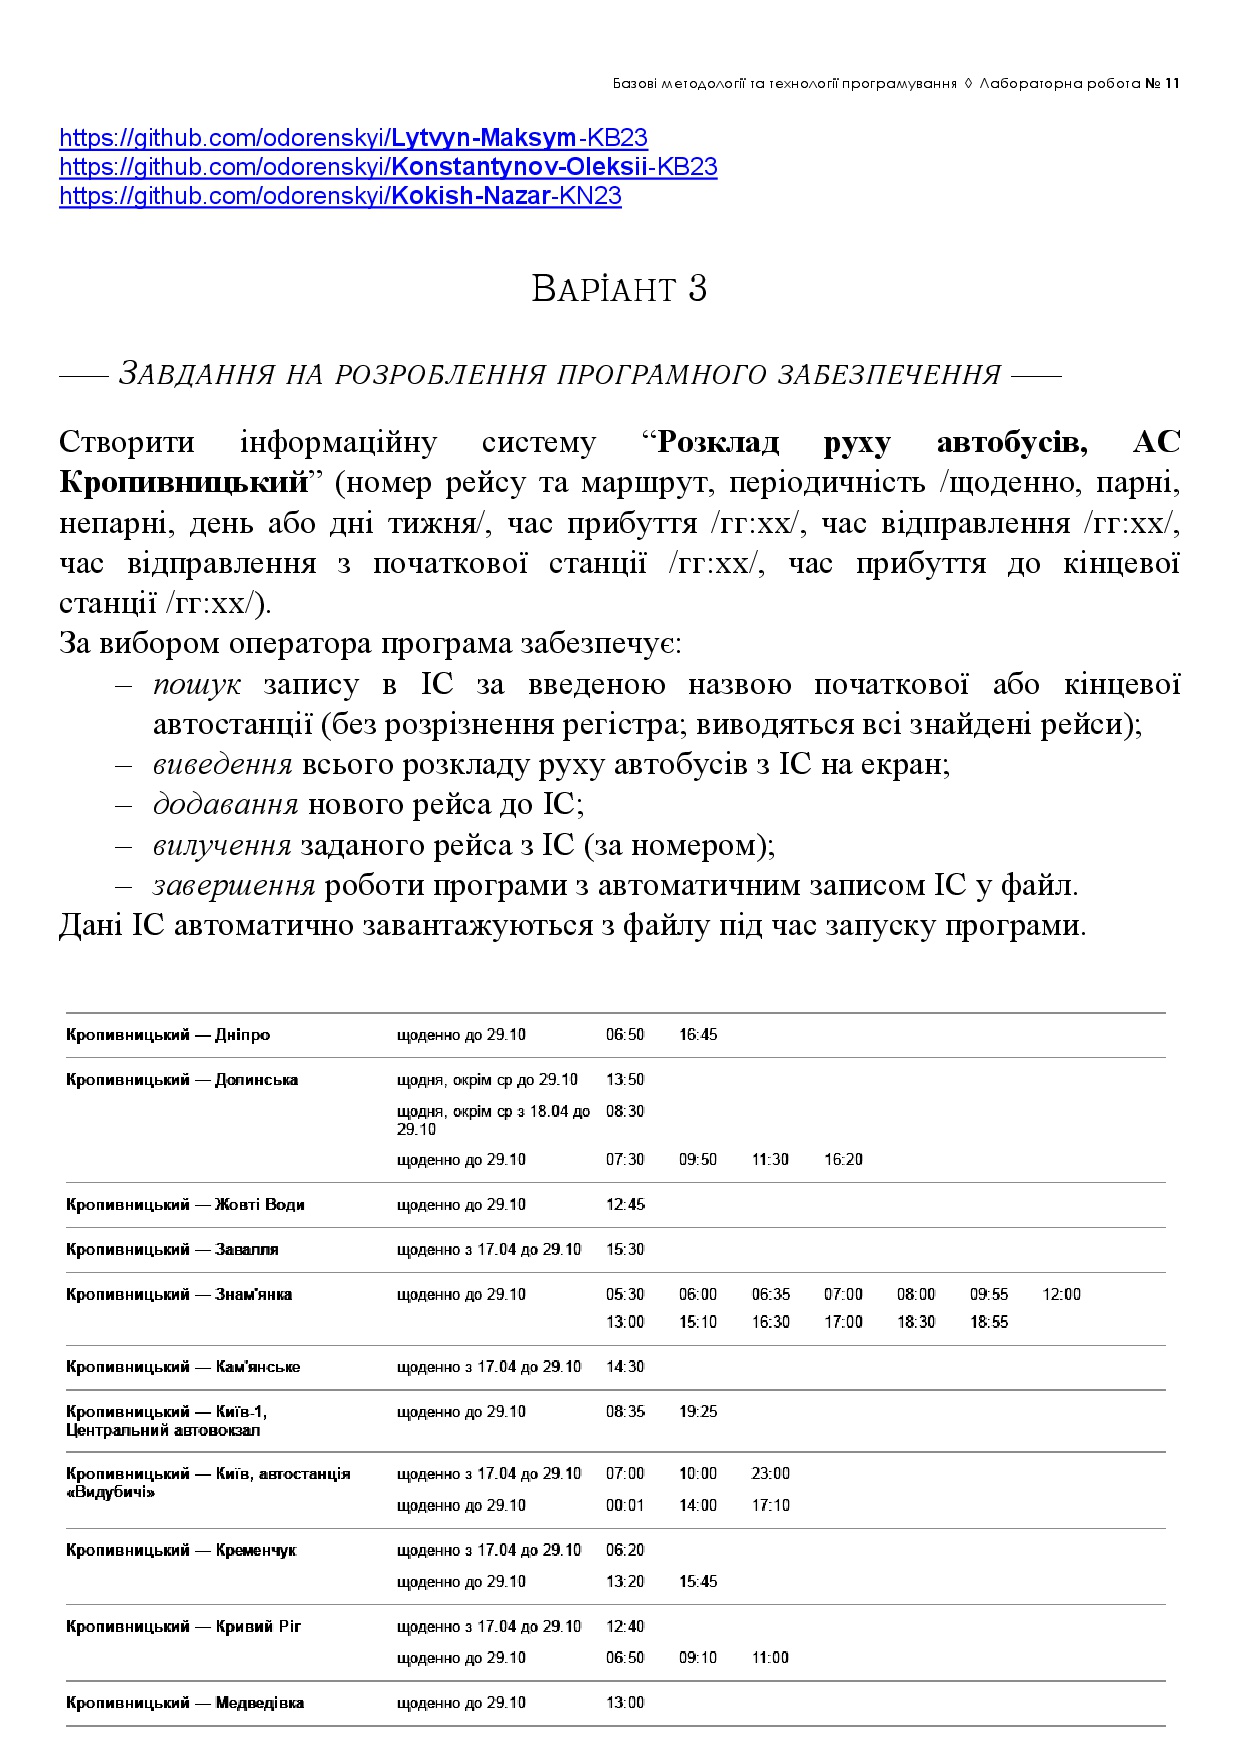 Базові методології та технології програмування ◊ Лабораторна робота № 11
https://github.com/odorenskyi/Lytvyn-Maksym-KB23
https://github.com/odorenskyi/Konstantynov-Oleksii-KB23
https://github.com/odorenskyi/Kokish-Nazar-KN23
Варіант 3
—— Завдання на розроблення програмного забезпечення ——
Створити інформаційну систему “Розклад руху автобусів, АС
Кропивницький” (номер рейсу та маршрут, періодичність /щоденно, парні,
непарні, день або дні тижня/, час прибуття /гг:хх/, час відправлення /гг:хх/,
час відправлення з початкової станції /гг:хх/, час прибуття до кінцевої
станції /гг:хх/).
За вибором оператора програма забезпечує:
– пошук запису в ІС за введеною назвою початкової або кінцевої
автостанції (без розрізнення регістра; виводяться всі знайдені рейси);
– виведення всього розкладу руху автобусів з ІС на екран;
– додавання нового рейса до ІС;
– вилучення заданого рейса з ІС (за номером);
– завершення роботи програми з автоматичним записом ІС у файл.
Дані ІС автоматично завантажуються з файлу під час запуску програми.
Кропивницький — Дніпро щоденно до 29.10 06:50 16:45
Кропивницький — Долинська щодня, окрім ср до 29.10 13:50
щодня, окрім ср з 18.04 до 08:30
29.10
щоденно до 29.10 07:30 09:50 11:30 16:20
Кропивницький — Жовті Води щоденно до 29.10 12:45
Кропивницький — Завалля щоденно з 17.04 до 29.10 15:30
Кропивницький — Знам'янка щоденно до 29.10 05:30 06:00 06:35 07:00 08:00 09:55 12:00
13:00 15:10 16:30 17:00 18:30 18:55
Кропивницький — Кам'янське щоденно з 17.04 до 29.10 14:30
Кропивницький — Київ-1, щоденно до 29.10 08:35 19:25
Центральний автовокзал
Кропивницький — Київ, автостанція щоденно з 17.04 до 29.10 07:00 10:00 23:00
«Видубичі»
щоденно до 29.10 00:01 14:00 17:10
Кропивницький — Кременчук щоденно з 17.04 до 29.10 06:20
щоденно до 29.10 13:20 15:45
Кропивницький — Кривий Ріг щоденно з 17.04 до 29.10 12:40
щоденно до 29.10 06:50 09:10 11:00
Кропивницький — Медведівка щоденно до 29.10 13:00